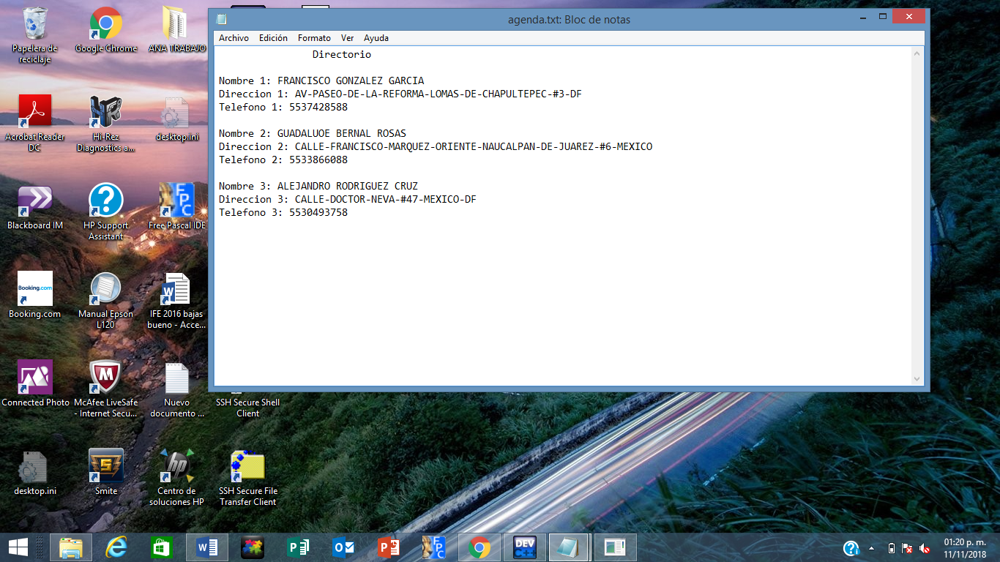 agenda.txt: Bloc de notas
Archivo Edición Formato Ver Ayuda
Directorio
Nombre 1: FRANCISCO GONZALEZ GARCIA
Direccion 1: AV-PASEO-DE-LA-REFORMA-LOMAS-DE-CHAPULTEPEC-#3-DF
Telefono 1: 5537428588
Nombre 2: GUADALUOE BERNAL ROSAS
Direccion 2: CALLE-FRANCISCO-MARQUEZ-ORIENTE-NAUCALPAN-DE-JUAREZ-#6-MEXICO
Telefono 2: 5533866088
Nombre 3: ALEJANDRO RODRIGUEZ CRUZ
Direccion 3: CALLE-DOCTOR-NEVA-#47-MEXICO-DF
Telefono 3: 5530493758
Papelera de
reciclaje
Google Chrome
ANA TRABAJO
Acrobat Reader
DC
Hi-Rez
Diagnostics a...
desktop.ini
Blackboard IM
HP Support
Assistant
FPC
Free Pascal IDE
Booking.com
Booking.com
Manual Epson
L120
IFE 2016 bajas
bueno - Acce...
Connected Photo
McAfee LiveSafe
- Internet Secu...
Nuevo
documento ...
SSH Secure Shell
Client
desktop.ini
Smite
hp
Centro de
soluciones HP
SSH Secure File
Transfer Client
FPC
DEV
C++
01:20 p. m.
11/11/2018